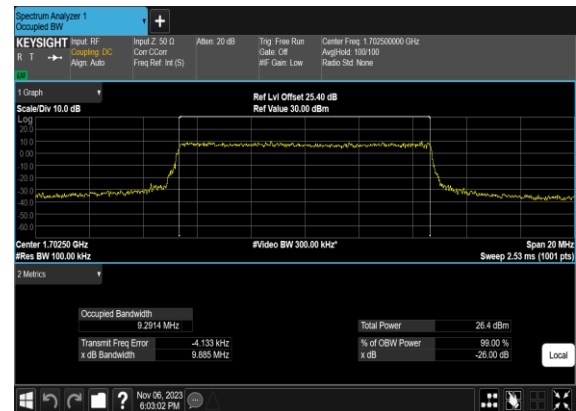 Spectrum Analyzer 1
Occupied BW
+
KEYSIGHT
R T
LXI
Input: RF
Coupling: DC
Align: Auto
Input Z: 50 Ω
Corr CCorr
Freq Ref: Int (S)
Atten: 20 dB
Trig: Free Run
Gate: Off
#IF Gain: Low
Center Freq: 1.702500000 GHz
Avg|Hold: 100/100
Radio Std: None
1 Graph
Scale/Div 10.0 dB
Ref Lvl Offset 25.40 dB
Ref Value 30.00 dBm
Log
20.0
10.0
0.00
-10.0
-20.0
-30.0
-40.0
-50.0
-60.0
Center 1.70250 GHz
#Res BW 100.00 kHz
#Video BW 300.00 kHz*
Span 20 MHz
Sweep 2.53 ms (1001 pts)
2 Metrics
Occupied Bandwidth
9.2914 MHz
Total Power 26.4 dBm
Transmit Freq Error -4.133 kHz
% of OBW Power 99.00 %
x dB Bandwidth 9.885 MHz
x dB -26.00 dB
Local
?
Nov 06, 2023
6:03:02 PM